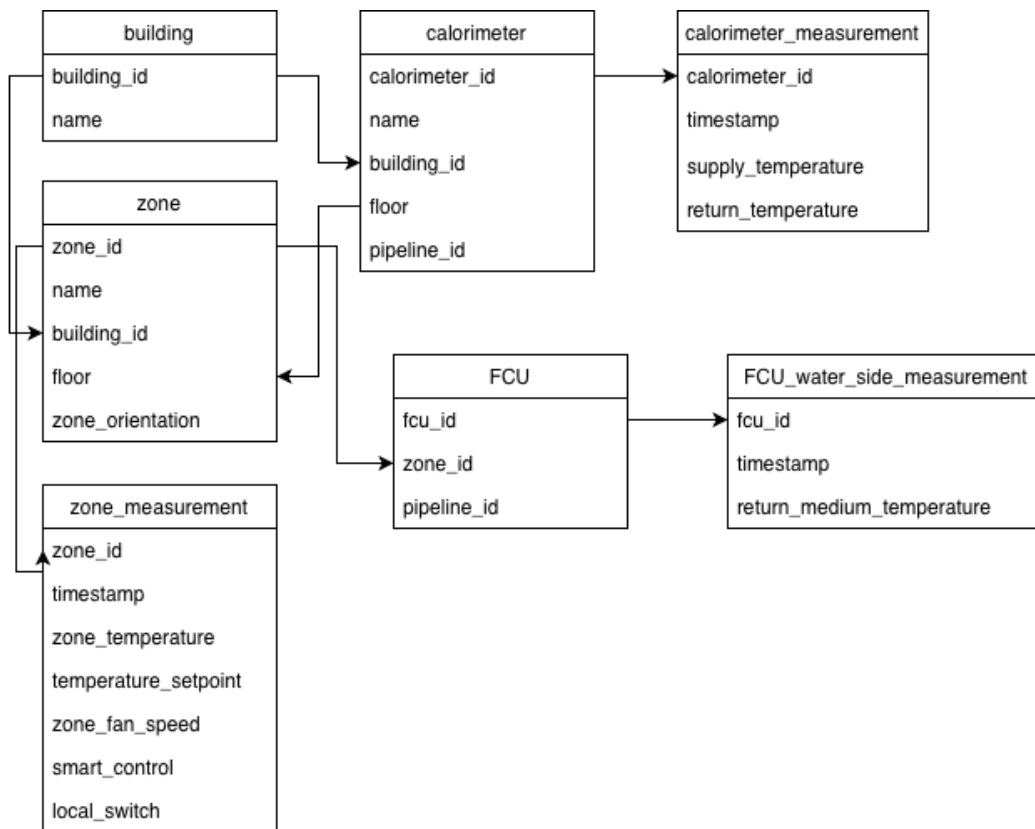 building
building_id
name
calorimeter
calorimeter_id
name
building_id
floor
pipeline_id
calorimeter_measurement
calorimeter_id
timestamp
supply_temperature
return_temperature
zone
zone_id
name
building_id
floor
zone_orientation
FCU
fcu_id
zone_id
pipeline_id
FCU_water_side_measurement
fcu_id
timestamp
return_medium_temperature
zone_measurement
zone_id
timestamp
zone_temperature
temperature_setpoint
zone_fan_speed
smart_control
local_switch